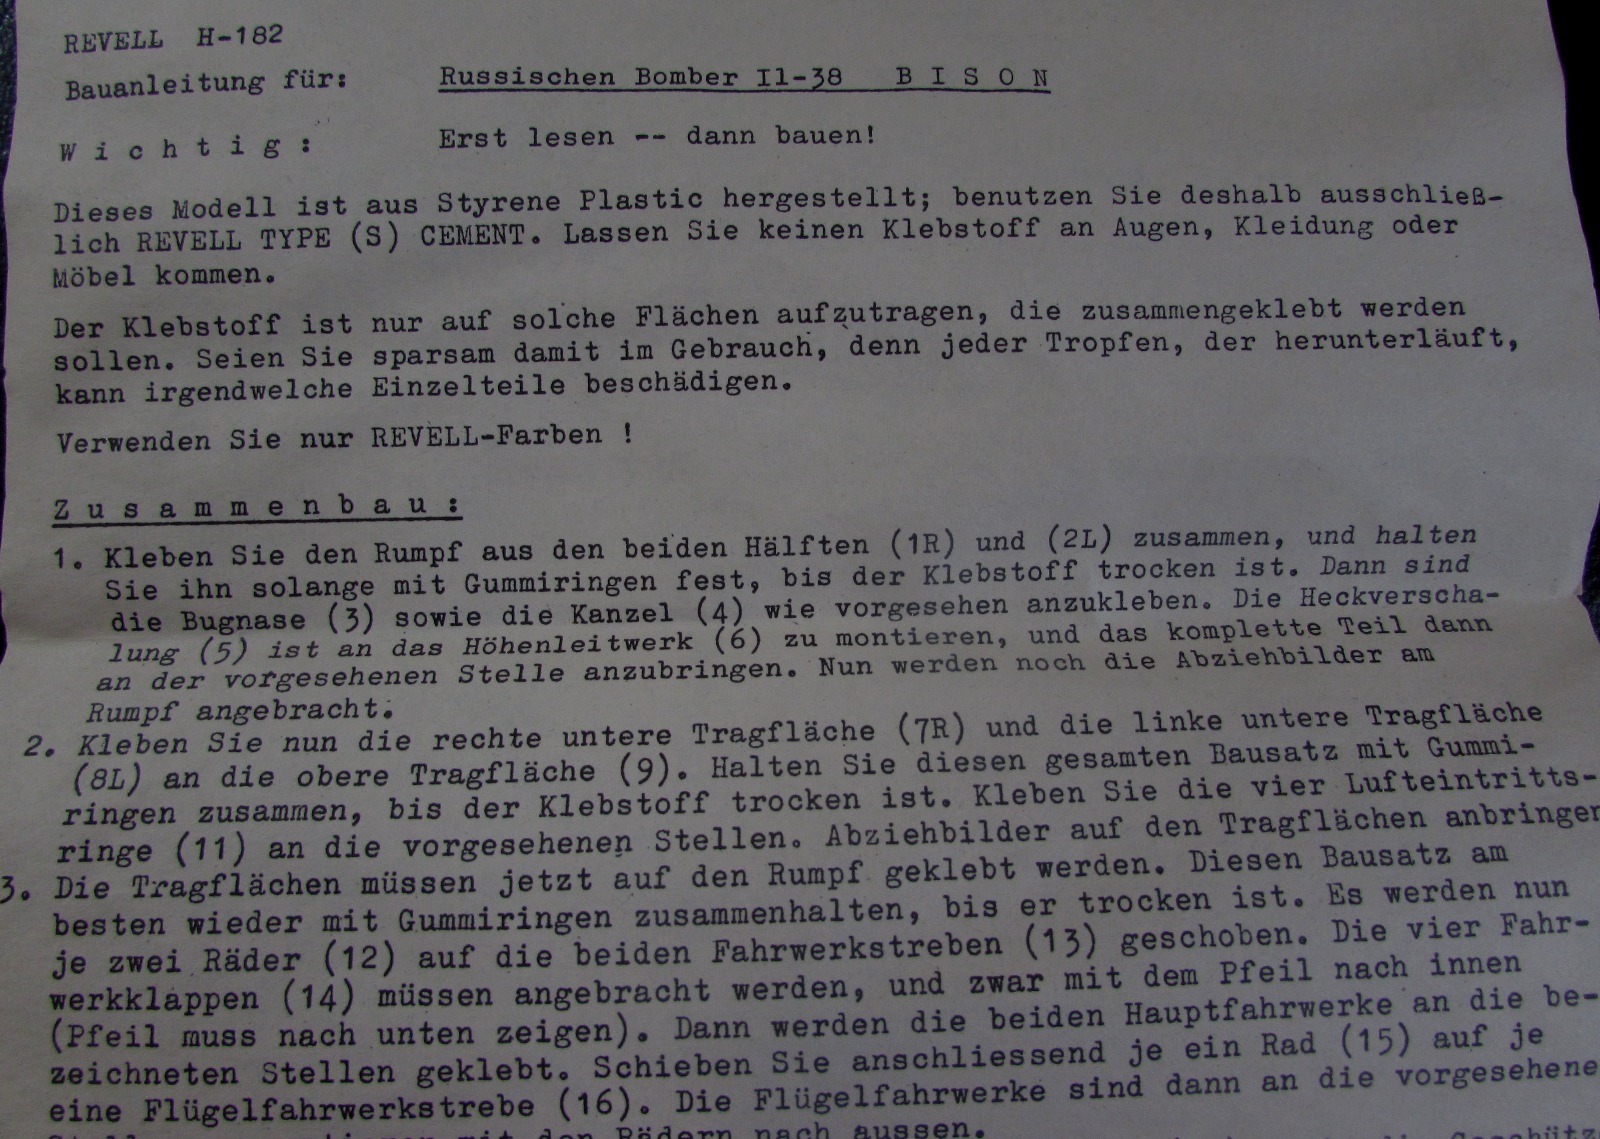 REVELL H-182
Bauanleitung für: Russischen Bomber Il-38 B I S O N
W i c h t i g : Erst lesen -- dann bauen!
Dieses Modell ist aus Styrene Plastic hergestellt; benutzen Sie deshalb ausschließ-
lich REVELL TYPE (S) CEMENT. Lassen Sie keinen Klebstoff an Augen, Kleidung oder
Möbel kommen.
Der Klebstoff ist nur auf solche Flächen aufzutragen, die zusammengeklebt werden
sollen. Seien Sie sparsam damit im Gebrauch, denn jeder Tropfen, der herunterläuft,
kann irgendwelche Einzelteile beschädigen.
Verwenden Sie nur REVELL-Farben !
Z u s a m m e n b a u :
1. Kleben Sie den Rumpf aus den beiden Hälften (1R) und (2L) zusammen, und halten
Sie ihn solange mit Gummiringen fest, bis der Klebstoff trocken ist. Dann sind
die Bugnase (3) sowie die Kanzel (4) wie vorgesehen anzukleben. Die Heckverscha-
lung (5) ist an das Höhenleitwerk (6) zu montieren, und das komplette Teil dann
an der vorgesehenen Stelle anzubringen. Nun werden noch die Abziehbilder am
Rumpf angebracht.
2. Kleben Sie nun die rechte untere Tragfläche (7R) und die linke untere Tragfläche
(8L) an die obere Tragfläche (9). Halten Sie diesen gesamten Bausatz mit Gummi-
ringen zusammen, bis der Klebstoff trocken ist. Kleben Sie die vier Lufteintritts-
ringe (11) an die vorgesehenen Stellen. Abziehbilder auf den Tragflächen anbringen
3. Die Tragflächen müssen jetzt auf den Rumpf geklebt werden. Diesen Bausatz am
besten wieder mit Gummiringen zusammenhalten, bis er trocken ist. Es werden nun
je zwei Räder (12) auf die beiden Fahrwerkstreben (13) geschoben. Die vier Fahr-
werkklappen (14) müssen angebracht werden, und zwar mit dem Pfeil nach innen
(Pfeil muss nach unten zeigen). Dann werden die beiden Hauptfahrwerke an die be-
zeichneten Stellen geklebt. Schieben Sie anschliessend je ein Rad (15) auf je
eine Flügelfahrwerkstrebe (16). Die Flügelfahrwerke sind dann an die vorgesehene
mit den Rädern nach aussen.